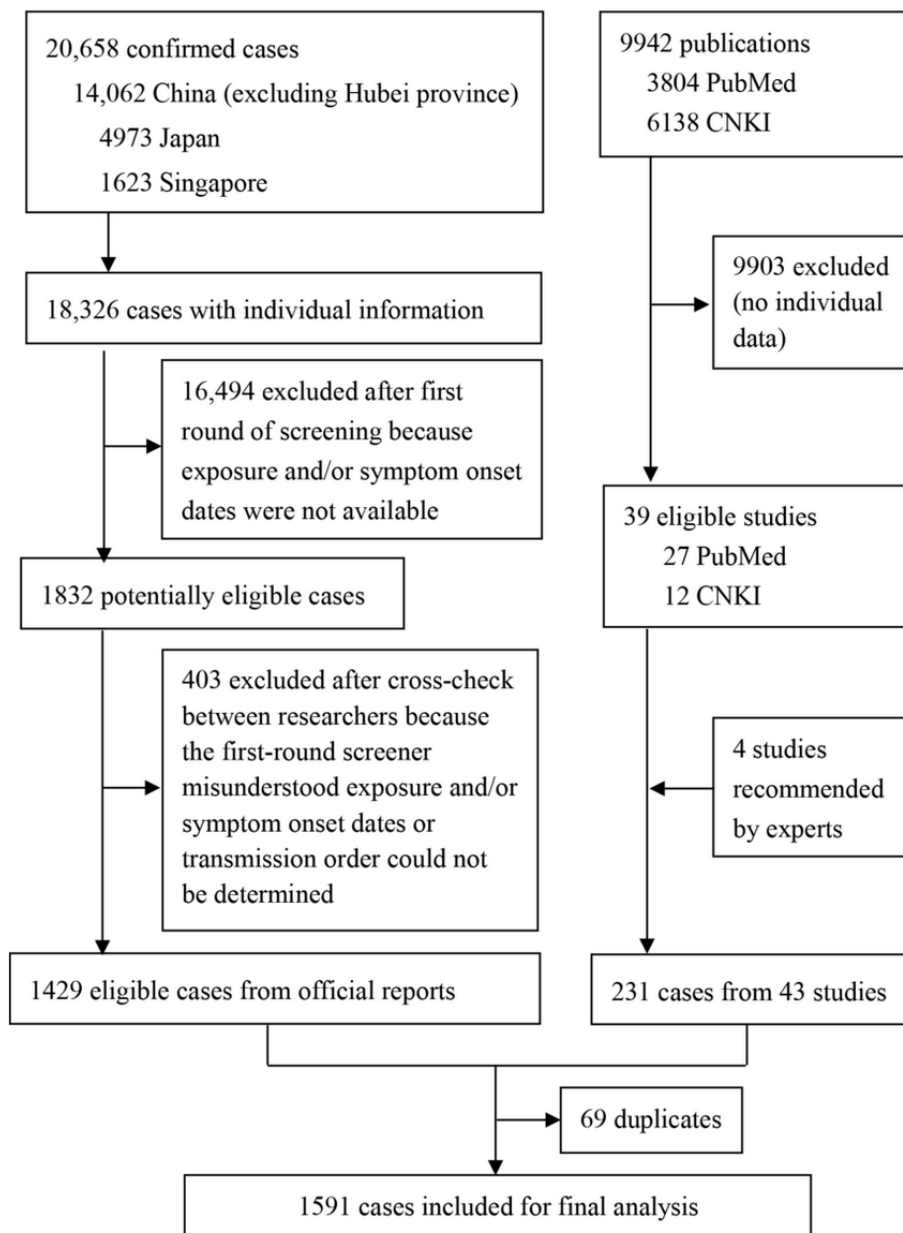 20,658 confirmed cases
14,062 China (excluding Hubei province)
4973 Japan
1623 Singapore
18,326 cases with individual information
16,494 excluded after first
round of screening because
exposure and/or symptom onset
dates were not available
1832 potentially eligible cases
403 excluded after cross-check
between researchers because
the first-round screener
misunderstood exposure and/or
symptom onset dates or
transmission order could not
be determined
1429 eligible cases from official reports
9942 publications
3804 PubMed
6138 CNKI
9903 excluded
(no individual
data)
39 eligible studies
27 PubMed
12 CNKI
4 studies
recommended
by experts
231 cases from 43 studies
69 duplicates
1591 cases included for final analysis